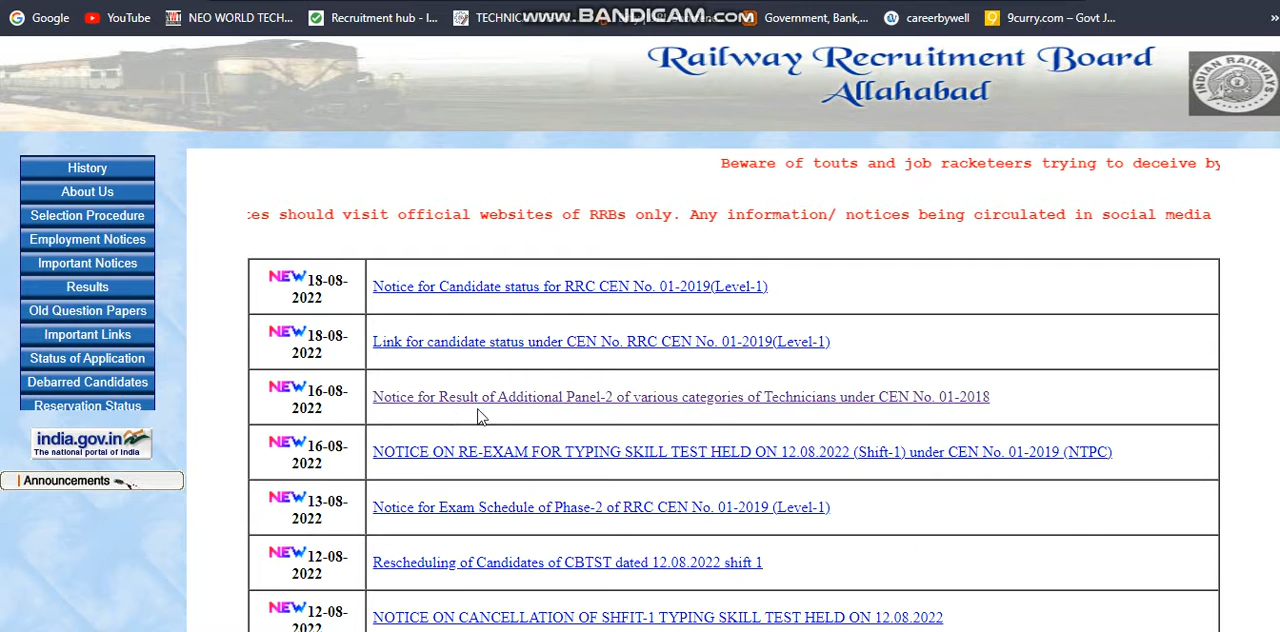 Google YouTube NEO WORLD TECH... Recruitment hub - I... TECHNIC www.BANDICAM.com Government, Bank,... careerbywell 9curry.com – Govt J... »
Railway Recruitment Board
Allahabad
INDIAN RAILWAYS
Beware of touts and job racketeers trying to deceive by
es should visit official websites of RRBs only. Any information/ notices being circulated in social media
History
About Us
Selection Procedure
Employment Notices
Important Notices
Results
Old Question Papers
Important Links
Status of Application
Debarred Candidates
Reservation Status
india.gov.in
The national portal of India
Announcements
NEW 18-08-
2022
Notice for Candidate status for RRC CEN No. 01-2019(Level-1)
NEW 18-08-
2022
Link for candidate status under CEN No. RRC CEN No. 01-2019(Level-1)
NEW 16-08-
2022
Notice for Result of Additional Panel-2 of various categories of Technicians under CEN No. 01-2018
NEW 16-08-
2022
NOTICE ON RE-EXAM FOR TYPING SKILL TEST HELD ON 12.08.2022 (Shift-1) under CEN No. 01-2019 (NTPC)
NEW 13-08-
2022
Notice for Exam Schedule of Phase-2 of RRC CEN No. 01-2019 (Level-1)
NEW 12-08-
2022
Rescheduling of Candidates of CBTST dated 12.08.2022 shift 1
NEW 12-08-
2022
NOTICE ON CANCELLATION OF SHFIT-1 TYPING SKILL TEST HELD ON 12.08.2022